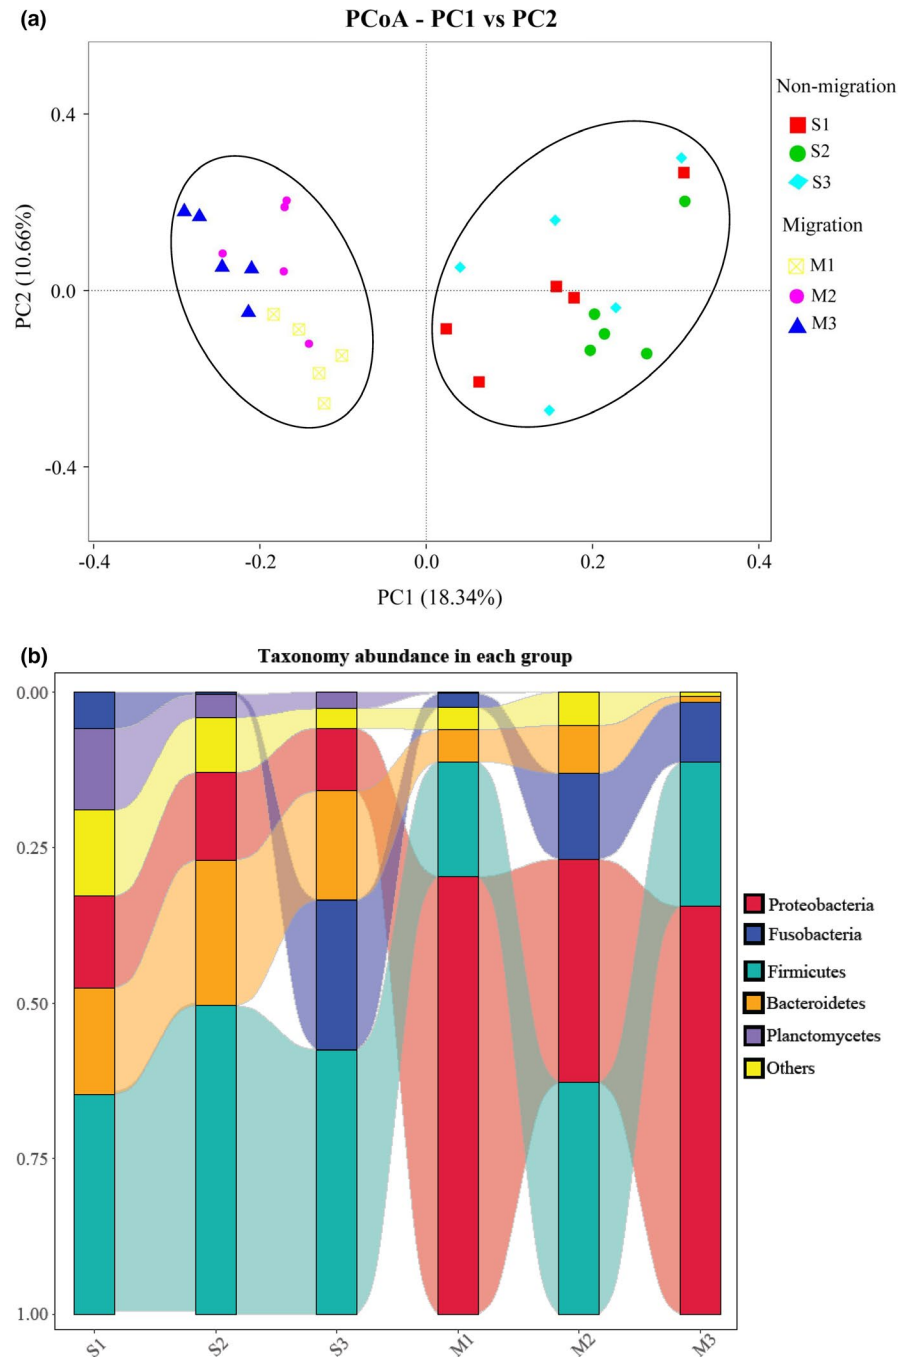 (a)
PCoA - PC1 vs PC2
Non-migration
S1
S2
S3
Migration
M1
M2
M3
PC2 (10.66%)
0.4
0.0
-0.4
-0.4 -0.2 0.0 0.2 0.4
PC1 (18.34%)
(b)
Taxonomy abundance in each group
0.00
0.25
0.50
0.75
1.00
Proteobacteria
Fusobacteria
Firmicutes
Bacteroidetes
Planctomycetes
Others
S1 S2 S3 M1 M2 M3